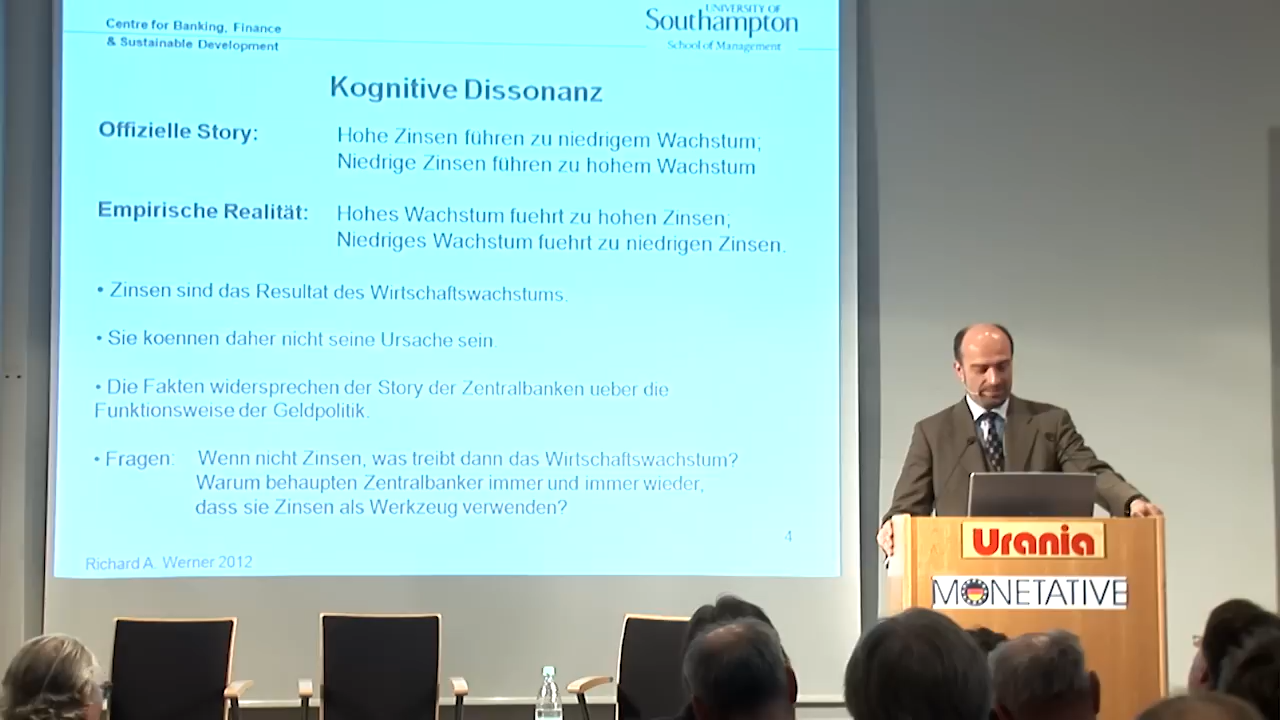 Centre for Banking, Finance
& Sustainable Development
UNIVERSITY OF
Southampton
School of Management
Kognitive Dissonanz
Offizielle Story: Hohe Zinsen führen zu niedrigem Wachstum;
Niedrige Zinsen führen zu hohem Wachstum
Empirische Realität: Hohes Wachstum fuehrt zu hohen Zinsen;
Niedriges Wachstum fuehrt zu niedrigen Zinsen.
• Zinsen sind das Resultat des Wirtschaftswachstums.
• Sie koennen daher nicht seine Ursache sein.
• Die Fakten widersprechen der Story der Zentralbanken ueber die
Funktionsweise der Geldpolitik.
• Fragen: Wenn nicht Zinsen, was treibt dann das Wirtschaftswachstum?
Warum behaupten Zentralbanker immer und immer wieder,
dass sie Zinsen als Werkzeug verwenden?
4
Richard A. Werner 2012
Urania
MONETATIVE